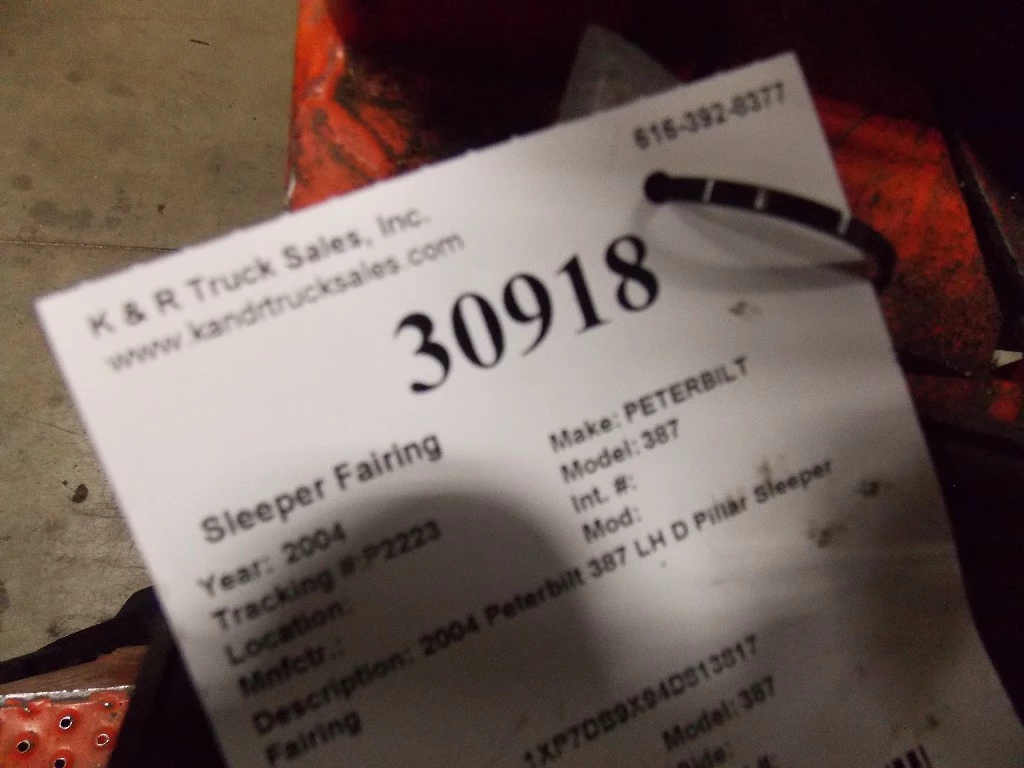 616-392-8377
K & R Truck Sales, Inc.
www.kandrtrucksales.com
30918
Sleeper Fairing
Make: PETERBILT
Year: 2004
Model: 387
Tracking #:P2223
Int. #:
Location:
Mod:
Mnfctr.:
Description: 2004 Peterbilt 387 LH D Pillar Sleeper
Fairing
1XP7DB9X94D813817
Model: 387
Side: